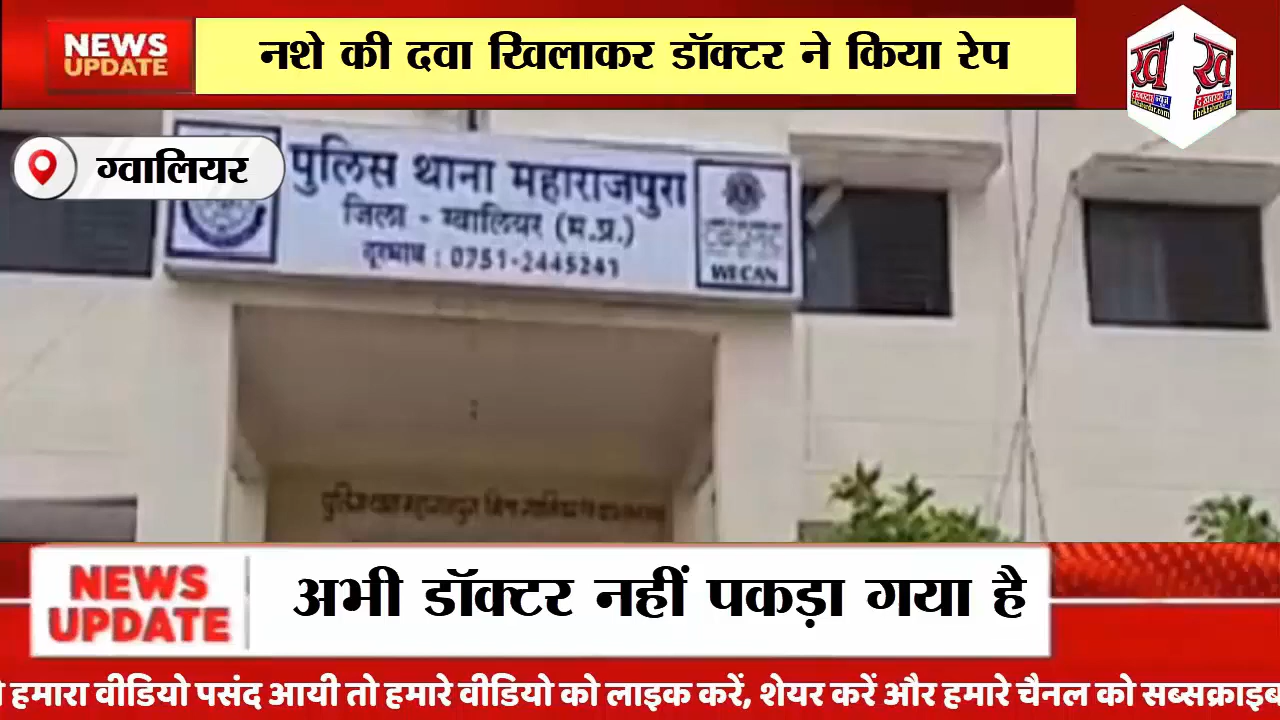 NEWS
UPDATE
नशे की दवा खिलाकर डॉक्टर ने किया रेप
ख ख
ग्वालियर
पुलिस थाना महाराजपुरा
जिला - ग्वालियर (म.प्र.)
दूरभाष : 0751-2445241
WE CAN
NEWS
UPDATE
अभी डॉक्टर नहीं पकड़ा गया है
हमारा वीडियो पसंद आयी तो हमारे वीडियो को लाइक करें, शेयर करें और हमारे चैनल को सब्सक्राइब